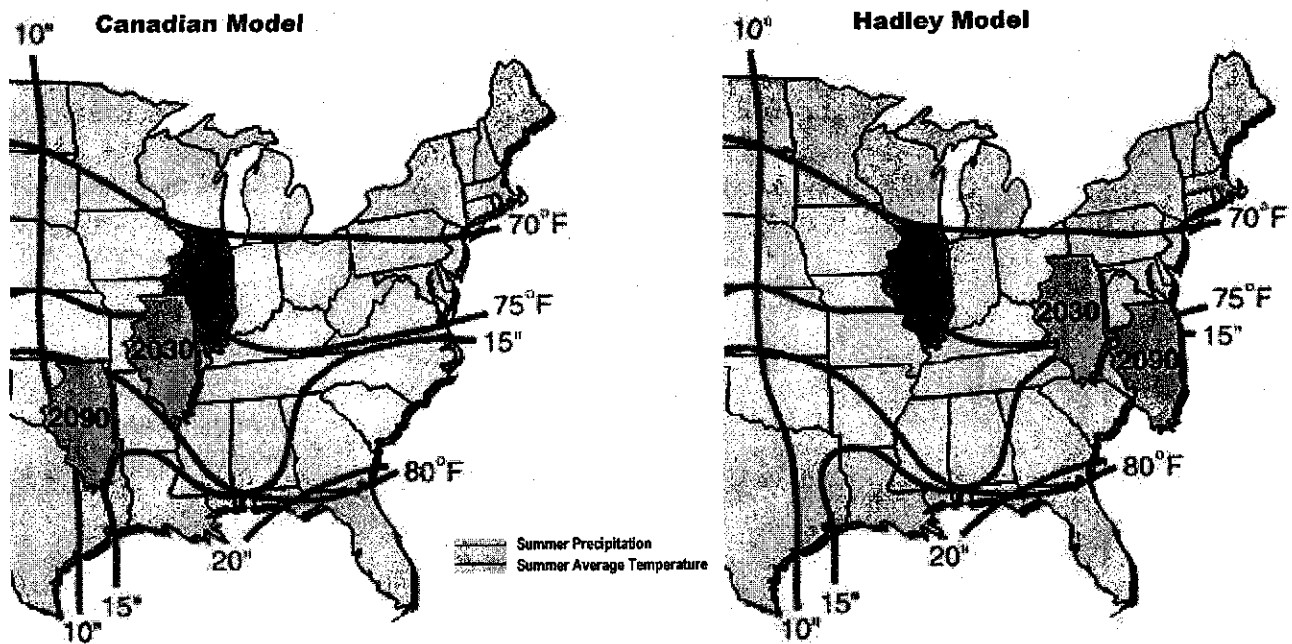 Canadian Model
10"
70°F
75°F
15"
2030
2090
80°F
20"
15"
10"
Summer Precipitation
Summer Average Temperature
Hadley Model
10"
70°F
75°F
15"
2030
2090
80°F
20"
15"
10"